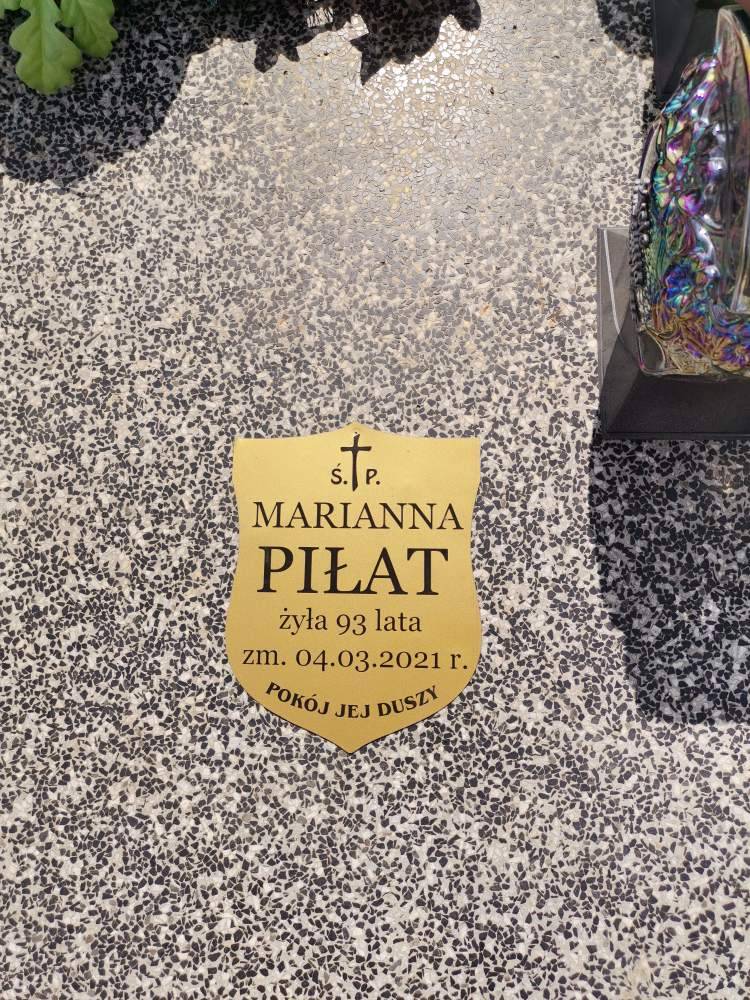 Ś. P.
MARIANNA
PIŁAT
żyła 93 lata
zm. 04.03.2021 r.
POKÓJ JEJ DUSZY